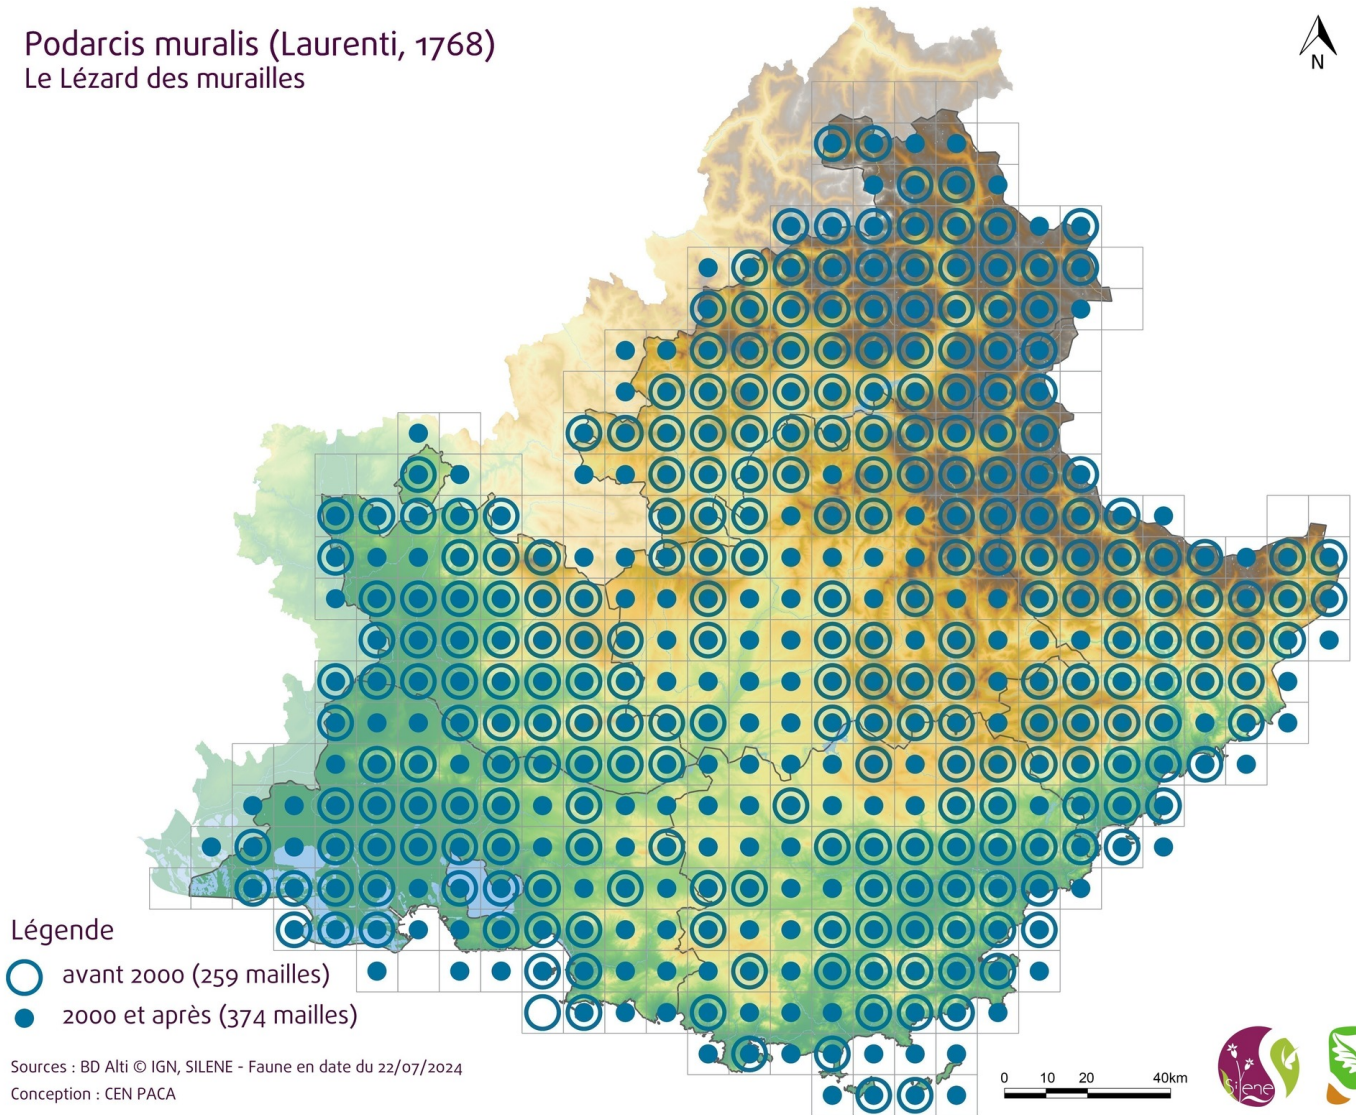 Podarcis muralis (Laurenti, 1768)
Le Lézard des murailles
N
Légende
avant 2000 (259 mailles)
2000 et après (374 mailles)
Sources : BD Alti © IGN, SILENE - Faune en date du 22/07/2024
Conception : CEN PACA
0 10 20 40km
Silene